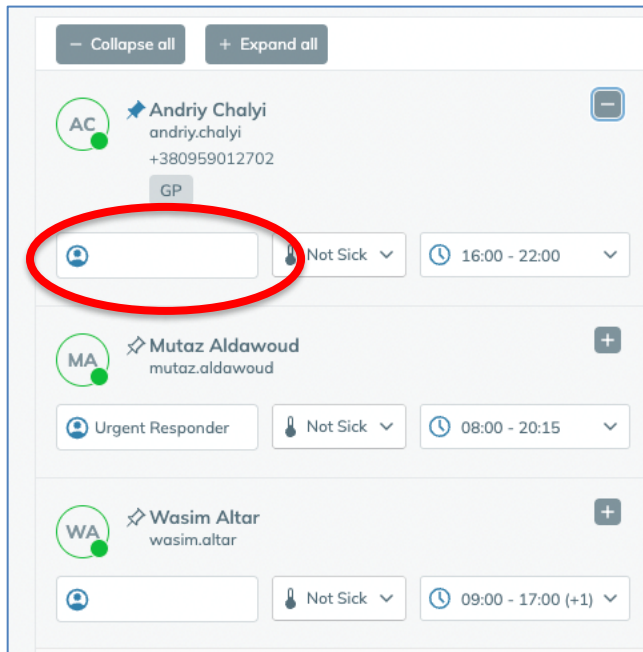 − Collapse all + Expand all
AC Andriy Chalyi
andriy.chalyi
+380959012702
GP
Not Sick 16:00 - 22:00
MA Mutaz Aldawoud
mutaz.aldawoud
Urgent Responder Not Sick 08:00 - 20:15
WA Wasim Altar
wasim.altar
Not Sick 09:00 - 17:00 (+1)